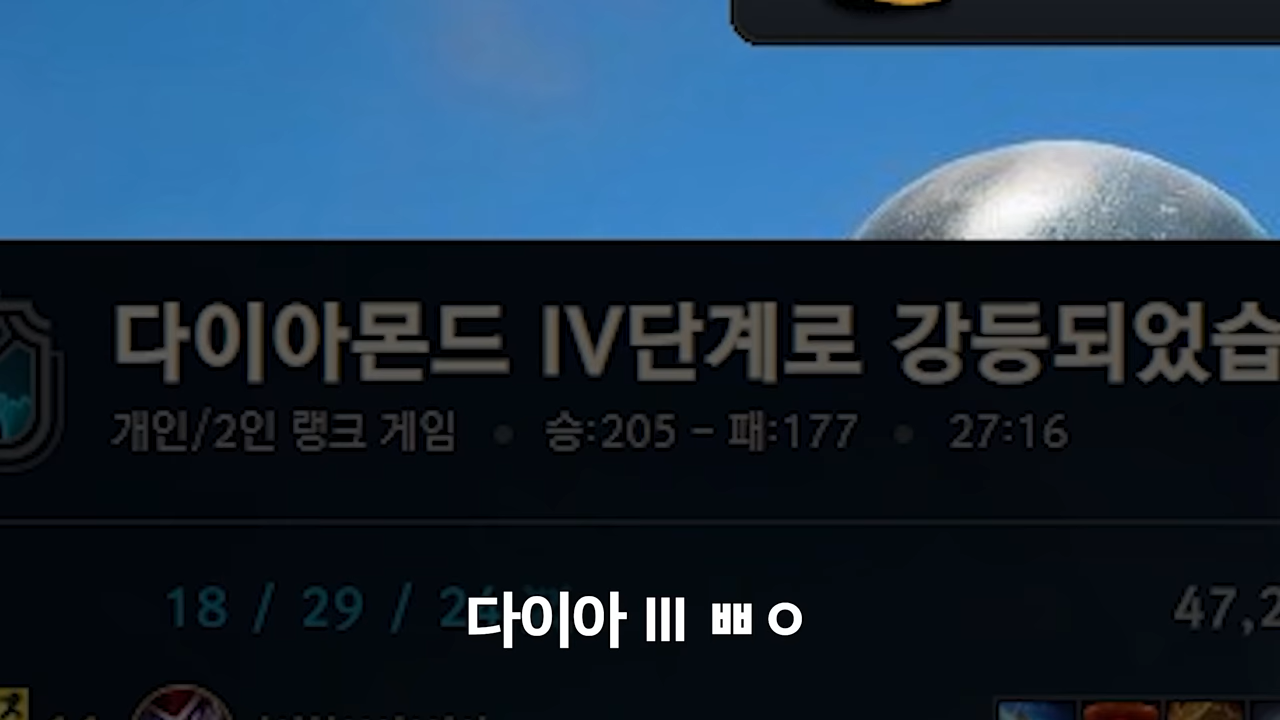 다이아몬드 IV단계로 강등되었습
개인/2인 랭크 게임 • 승:205 - 패:177 • 27:16
18 / 29 / 24
47,2
다이아 III ㅃㅇ